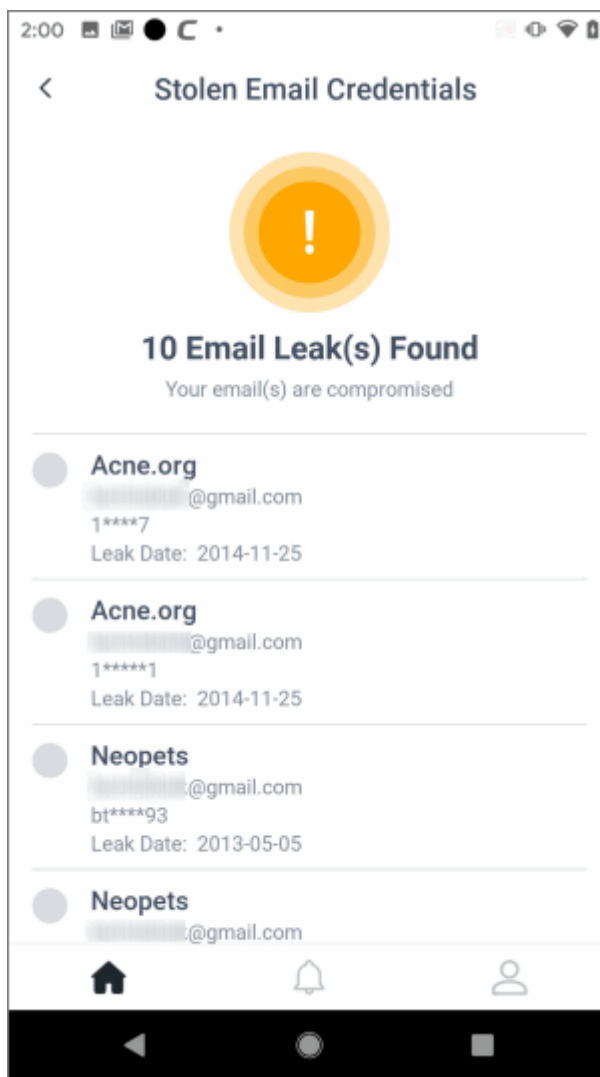 2:00
Stolen Email Credentials
!
10 Email Leak(s) Found
Your email(s) are compromised
Acne.org
@gmail.com
1****7
Leak Date: 2014-11-25
Acne.org
@gmail.com
1*****1
Leak Date: 2014-11-25
Neopets
@gmail.com
bt****93
Leak Date: 2013-05-05
Neopets
@gmail.com